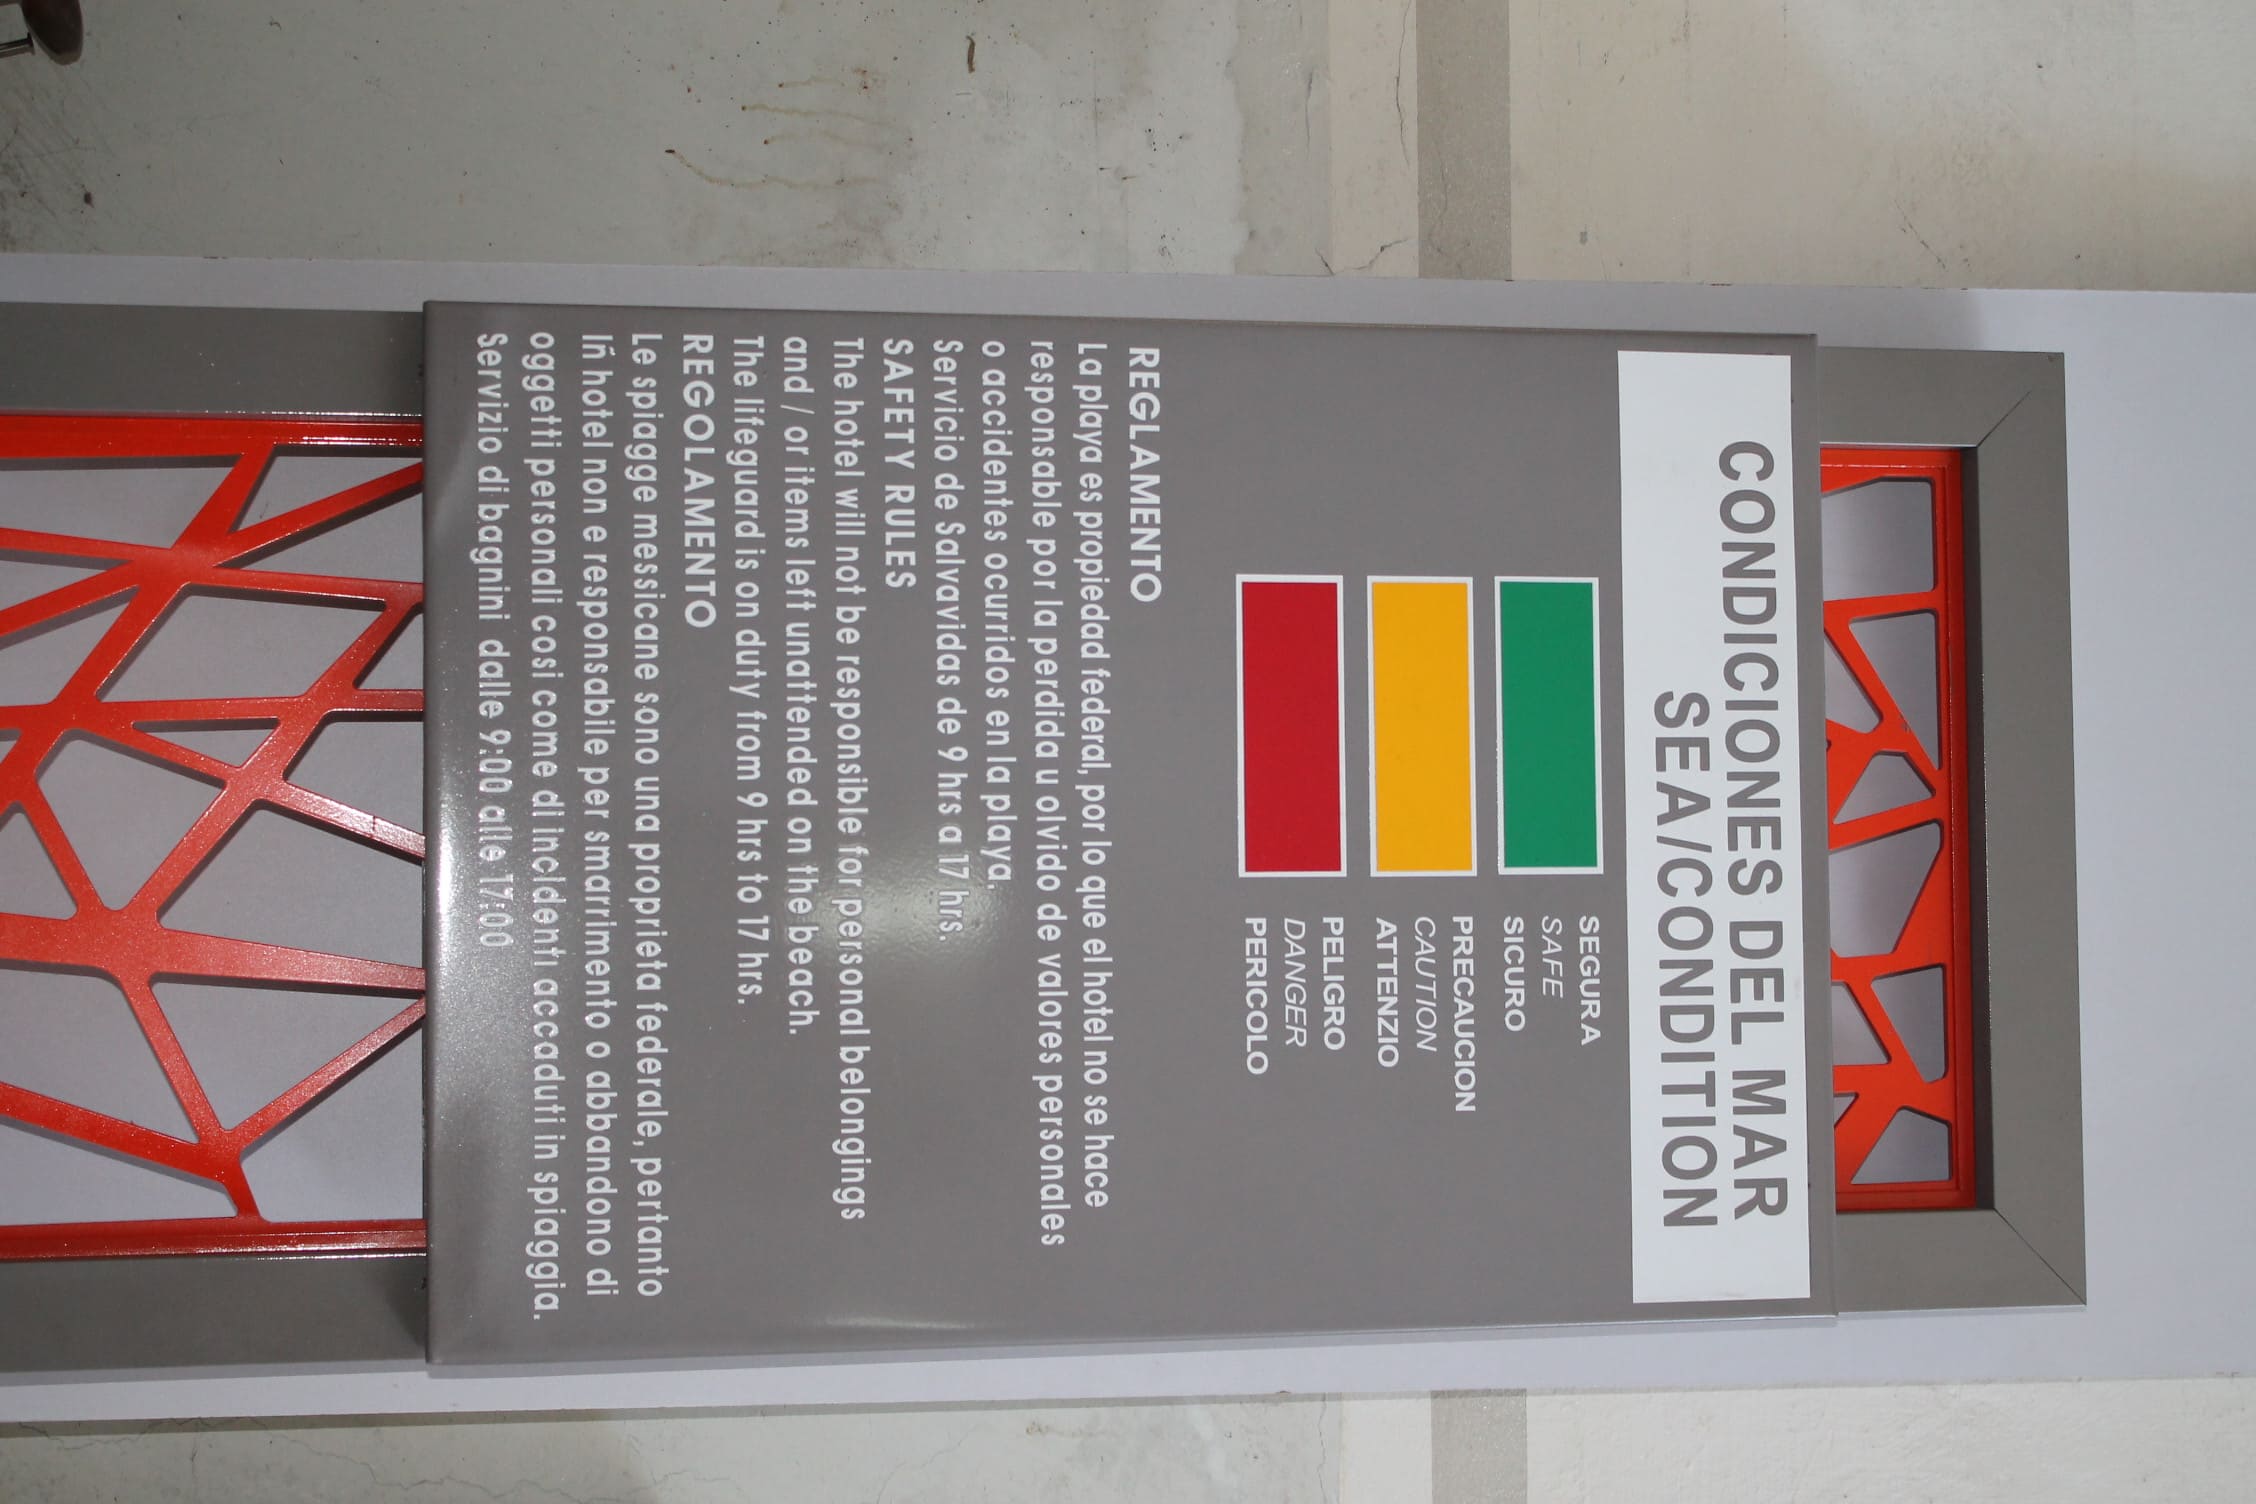 CONDICIONES DEL MAR
SEA/CONDITION
SEGURA
SAFE
SICURO
PRECAUCION
CAUTION
ATTENZIO
PELIGRO
DANGER
PERICOLO
REGLAMENTO
La playa es propiedad federal, por lo que el hotel no se hace
responsable por la perdida u olvido de valores personales
o accidentes ocurridos en la playa.
Servicio de Salvavidas de 9 hrs a 17 hrs.
SAFETY RULES
The hotel will not be responsible for personal belongings
and / or items left unattended on the beach.
The lifeguard is on duty from 9 hrs to 17 hrs.
REGOLAMENTO
Le spiagge messicane sono una proprieta federale, pertanto
Iñ hotel non e responsabile per smarrimento o abbandono di
oggetti personali cosi come di incidenti accaduti in spiaggia.
Servizio di bagnini dalle 9:00 alle 17:00